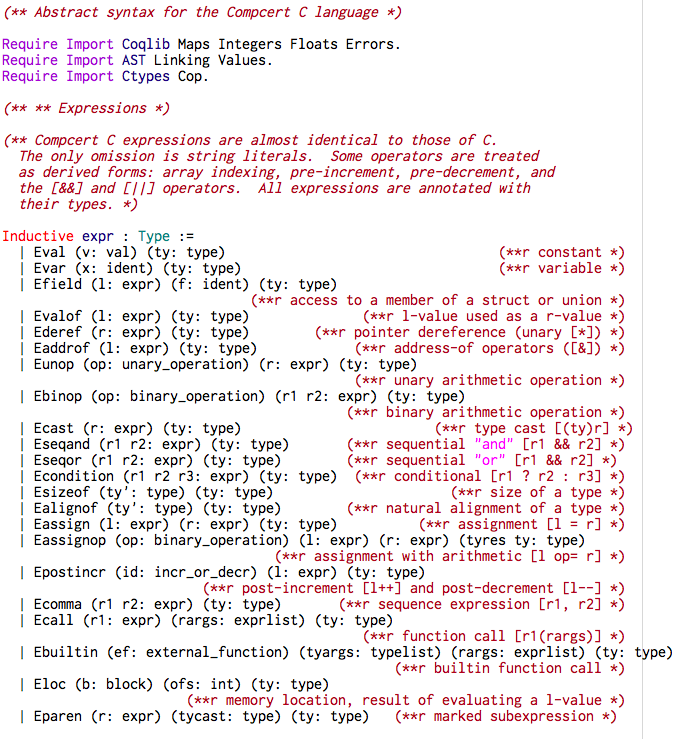 (** Abstract syntax for the Compcert C language *)
Require Import Coqlib Maps Integers Floats Errors.
Require Import AST Linking Values.
Require Import Ctypes Cop.
(** ** Expressions *)
(** Compcert C expressions are almost identical to those of C.
The only omission is string literals.  Some operators are treated
as derived forms: array indexing, pre-increment, pre-decrement, and
the [&&] and [||] operators.  All expressions are annotated with
their types. *)
Inductive expr : Type :=
| Eval (v: val) (ty: type) (**r constant *)
| Evar (x: ident) (ty: type) (**r variable *)
| Efield (l: expr) (f: ident) (ty: type)
(**r access to a member of a struct or union *)
| Evalof (l: expr) (ty: type) (**r l-value used as a r-value *)
| Ederef (r: expr) (ty: type) (**r pointer dereference (unary [*]) *)
| Eaddrof (l: expr) (ty: type) (**r address-of operators ([&]) *)
| Eunop (op: unary_operation) (r: expr) (ty: type)
(**r unary arithmetic operation *)
| Ebinop (op: binary_operation) (r1 r2: expr) (ty: type)
(**r binary arithmetic operation *)
| Ecast (r: expr) (ty: type) (**r type cast [(ty)r] *)
| Eseqand (r1 r2: expr) (ty: type) (**r sequential "and" [r1 && r2] *)
| Eseqor (r1 r2: expr) (ty: type) (**r sequential "or" [r1 && r2] *)
| Econdition (r1 r2 r3: expr) (ty: type) (**r conditional [r1 ? r2 : r3] *)
| Esizeof (ty': type) (ty: type) (**r size of a type *)
| Ealignof (ty': type) (ty: type) (**r natural alignment of a type *)
| Eassign (l: expr) (r: expr) (ty: type) (**r assignment [l = r] *)
| Eassignop (op: binary_operation) (l: expr) (r: expr) (tyres ty: type)
(**r assignment with arithmetic [l op= r] *)
| Epostincr (id: incr_or_decr) (l: expr) (ty: type)
(**r post-increment [l++] and post-decrement [l--] *)
| Ecomma (r1 r2: expr) (ty: type) (**r sequence expression [r1, r2] *)
| Ecall (r1: expr) (rargs: exprlist) (ty: type)
(**r function call [r1(rargs)] *)
| Ebuiltin (ef: external_function) (tyargs: typelist) (rargs: exprlist) (ty: type)
(**r builtin function call *)
| Eloc (b: block) (ofs: int) (ty: type)
(**r memory location, result of evaluating a l-value *)
| Eparen (r: expr) (tycast: type) (ty: type) (**r marked subexpression *)